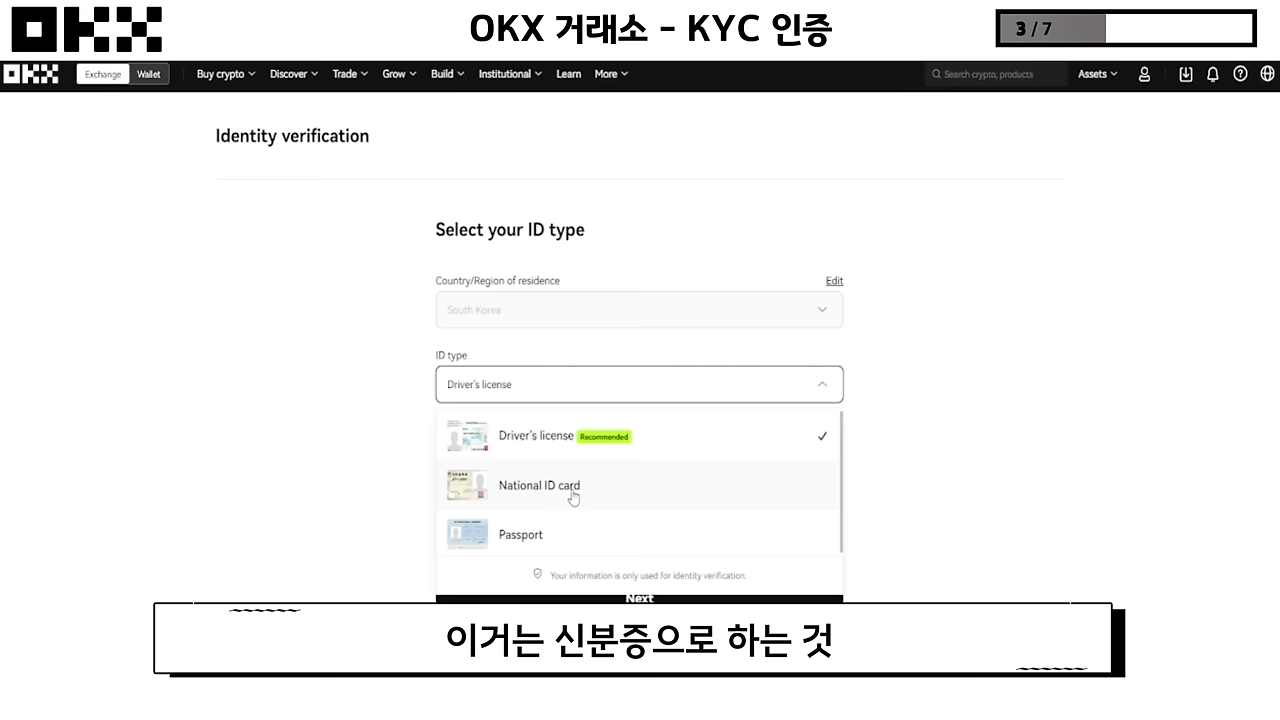 OKX
OKX 거래소 - KYC 인증
3 / 7
OKX Exchange Wallet Buy crypto Discover Trade Grow Build Institutional Learn More Search crypto, products Assets
Identity verification
Select your ID type
Country/Region of residence Edit
South Korea
ID type
Driver's license
Driver's license Recommended
National ID card
Passport
Your information is only used for identity verification.
Next
이거는 신분증으로 하는 것